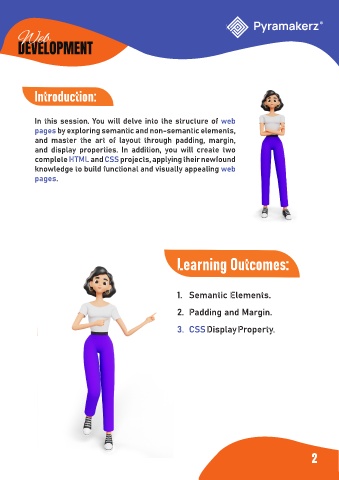 Pyramakerz®
Web
DEVELOPMENT
Introduction:
In this session. You will delve into the structure of web
pages by exploring semantic and non-semantic elements,
and master the art of layout through padding, margin,
and display properties. In addition, you will create two
complete HTML and CSS projects, applying their newfound
knowledge to build functional and visually appealing web
pages.
Learning Outcomes:
1. Semantic Elements.
2. Padding and Margin.
3. CSS Display Property.
2